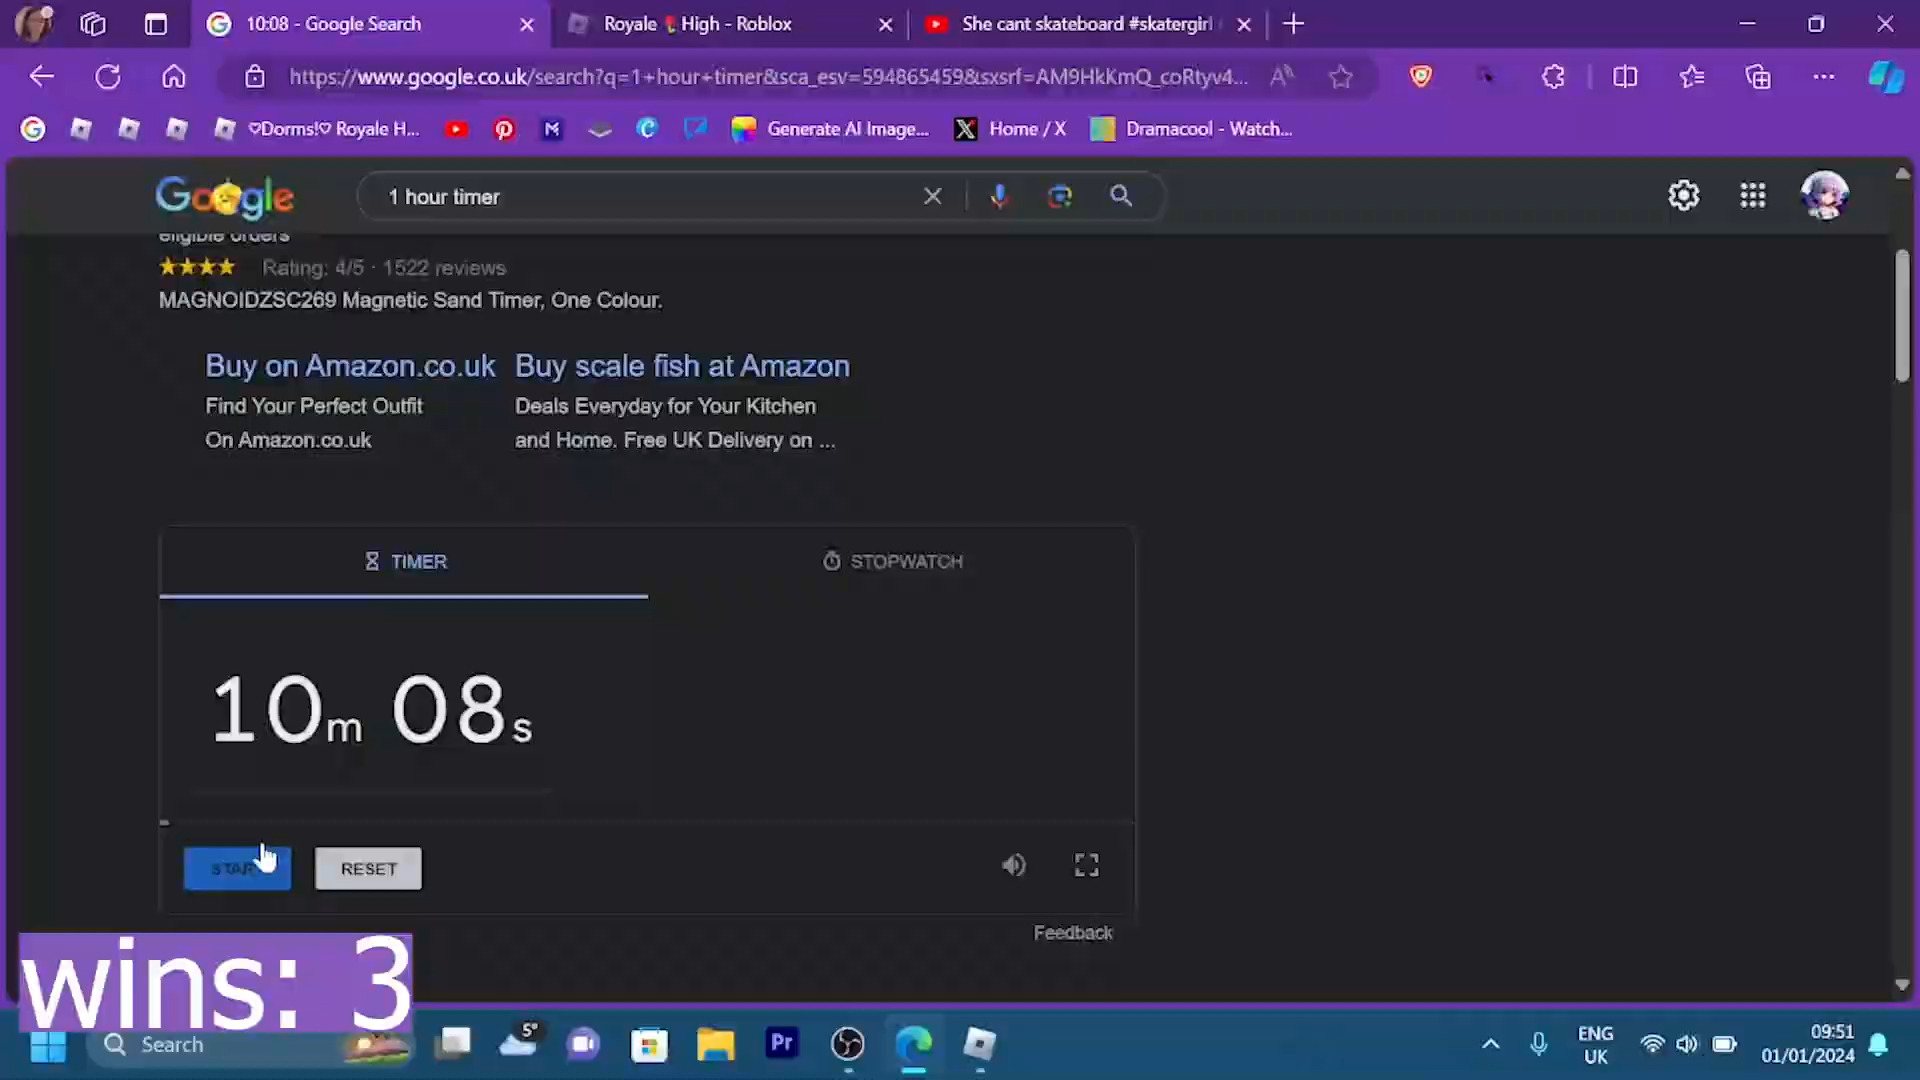 10:08 - Google Search
Royale High - Roblox
She cant skateboard #skatergirl
https://www.google.co.uk/search?q=1+hour+timer&sca_esv=594865459&sxsrf=AM9HkKmQ_coRtyv4...
♡Dorms!♡ Royale H...
Generate AI Image...
Home / X
Dramacool - Watch...
Google
1 hour timer
eligible orders
★★★★ Rating: 4/5 · 1522 reviews
MAGNOIDZSC269 Magnetic Sand Timer, One Colour.
Buy on Amazon.co.uk
Find Your Perfect Outfit
On Amazon.co.uk
Buy scale fish at Amazon
Deals Everyday for Your Kitchen
and Home. Free UK Delivery on ...
TIMER
STOPWATCH
10m 08s
RESET
Feedback
wins: 3
Search
5°
Pr
ENG
UK
09:51
01/01/2024